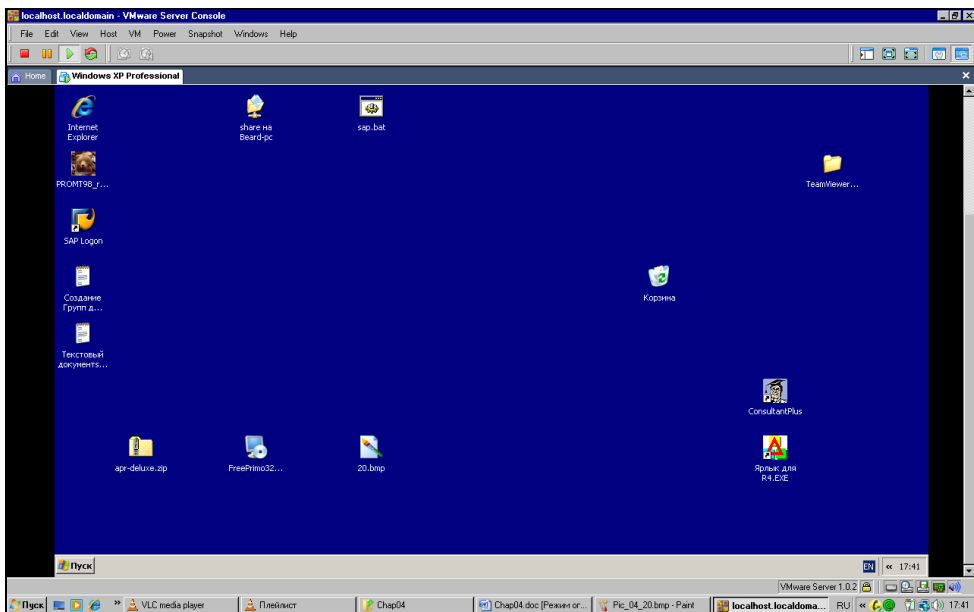 localhost.localdomain - VMware Server Console
File Edit View Host VM Power Snapshot Windows Help
Home Windows XP Professional
Internet
Explorer
share на
Beard-pc
sap.bat
PROMT98_r...
TeamViewer...
SAP Logon
Создание
Групп д...
Корзина
Текстовый
документs...
ConsultantPlus
apr-deluxe.zip
FreePrimo32...
20.bmp
Ярлык для
R4.EXE
Пуск EN « 17:41
VMware Server 1.0.2
Пуск » VLC media player Плейлист Chap04 Chap04.doc [Режим ог... Pic_04_20.bmp - Paint localhost.localdoma... RU « 17:41